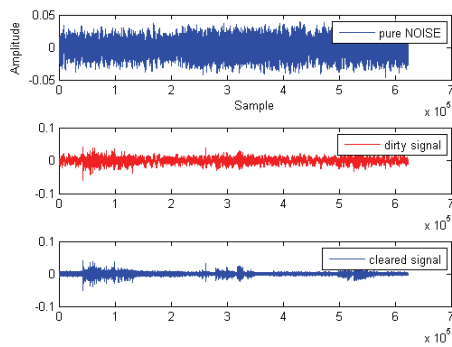 0.05
0
-0.05
Amplitude
pure NOISE
0 1 2 3 4 5 6 7
Sample
x 10^5
0.1
0
-0.1
dirty signal
0 1 2 3 4 5 6 7
x 10^5
0.1
0
-0.1
cleared signal
0 1 2 3 4 5 6 7
x 10^5